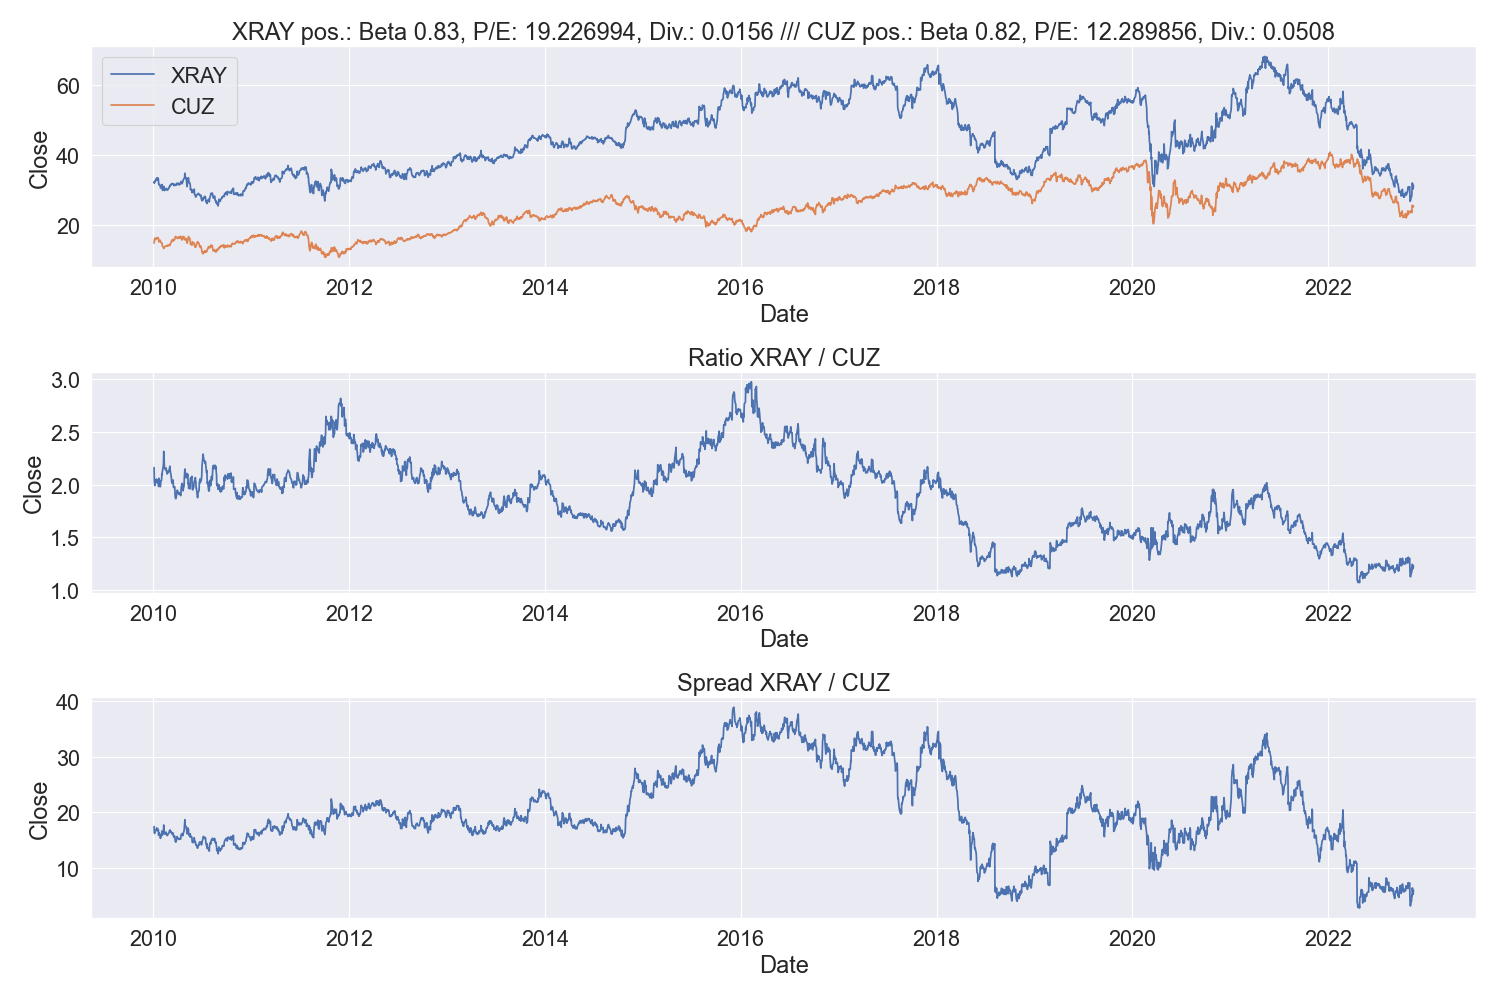 XRAY pos.: Beta 0.83, P/E: 19.226994, Div.: 0.0156 /// CUZ pos.: Beta 0.82, P/E: 12.289856, Div.: 0.0508
XRAY
CUZ
Close
60
40
20
2010 2012 2014 2016 2018 2020 2022
Date
Ratio XRAY / CUZ
Close
3.0
2.5
2.0
1.5
1.0
2010 2012 2014 2016 2018 2020 2022
Date
Spread XRAY / CUZ
Close
40
30
20
10
2010 2012 2014 2016 2018 2020 2022
Date